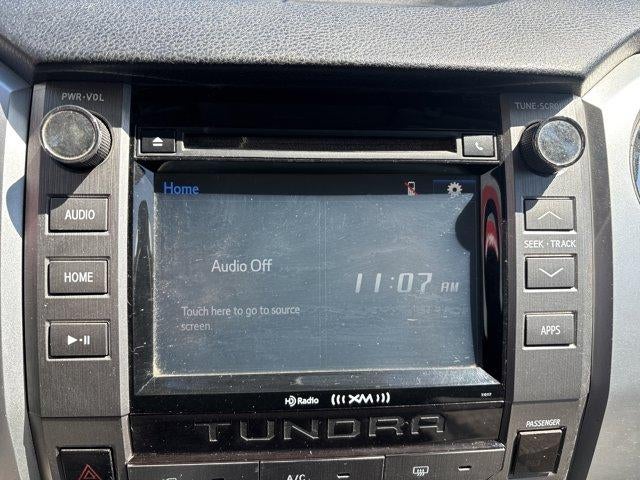 PWR•VOL
TUNE•SCROLL
Home
AUDIO
SEEK • TRACK
Audio Off
11:07 AM
HOME
Touch here to go to source
screen.
APPS
HD Radio
(((XM)))
TUNDRA
PASSENGER
A/C